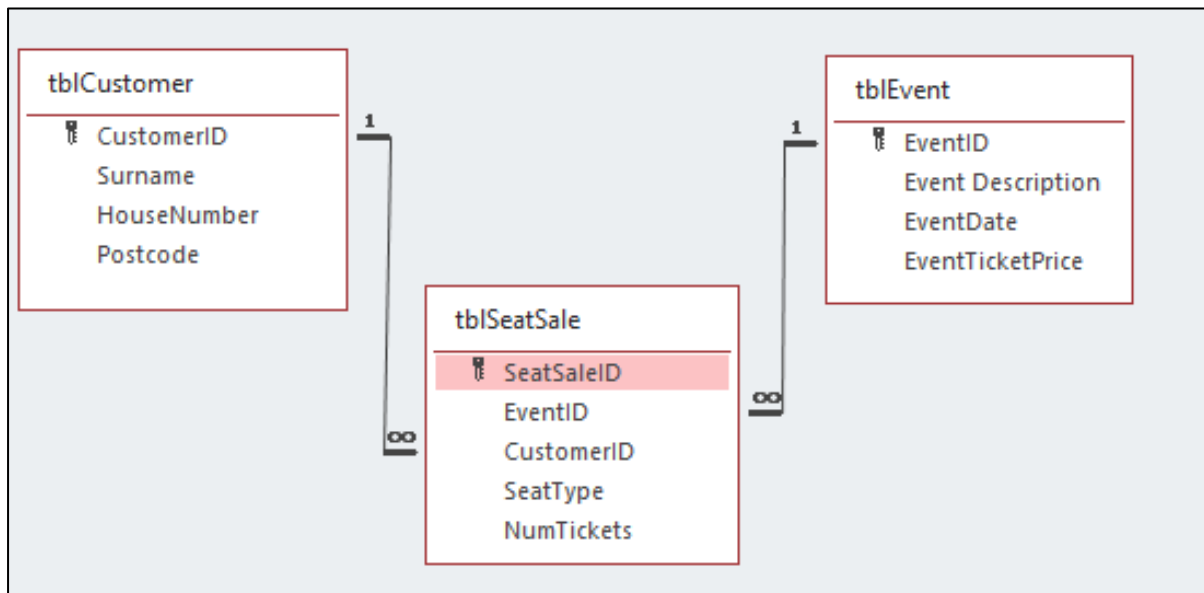 tblCustomer
CustomerID
Surname
HouseNumber
Postcode
1
∞
tblSeatSale
SeatSaleID
EventID
CustomerID
SeatType
NumTickets
∞
1
tblEvent
EventID
Event Description
EventDate
EventTicketPrice